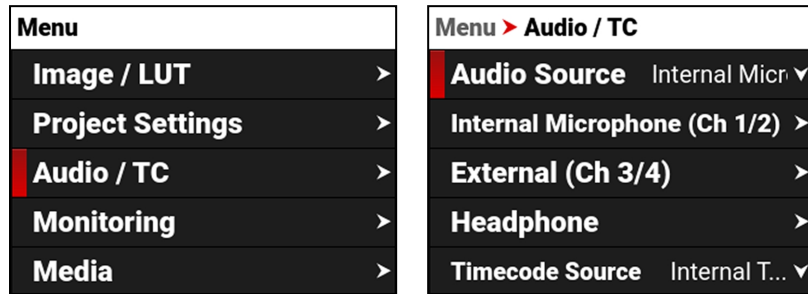 Menu
Image / LUT
Project Settings
Audio / TC
Monitoring
Media
Menu > Audio / TC
Audio Source Internal Micr
Internal Microphone (Ch 1/2)
External (Ch 3/4)
Headphone
Timecode Source Internal T...